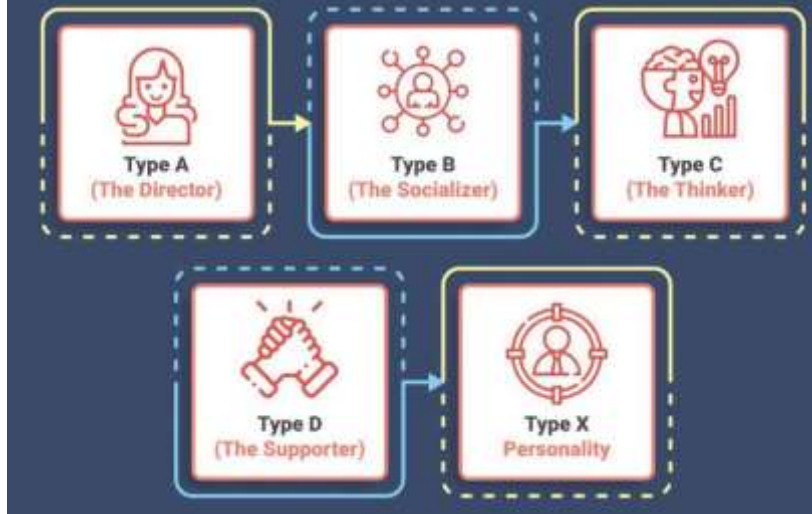 Type A
(The Director)
Type B
(The Socializer)
Type C
(The Thinker)
Type D
(The Supporter)
Type X
Personality